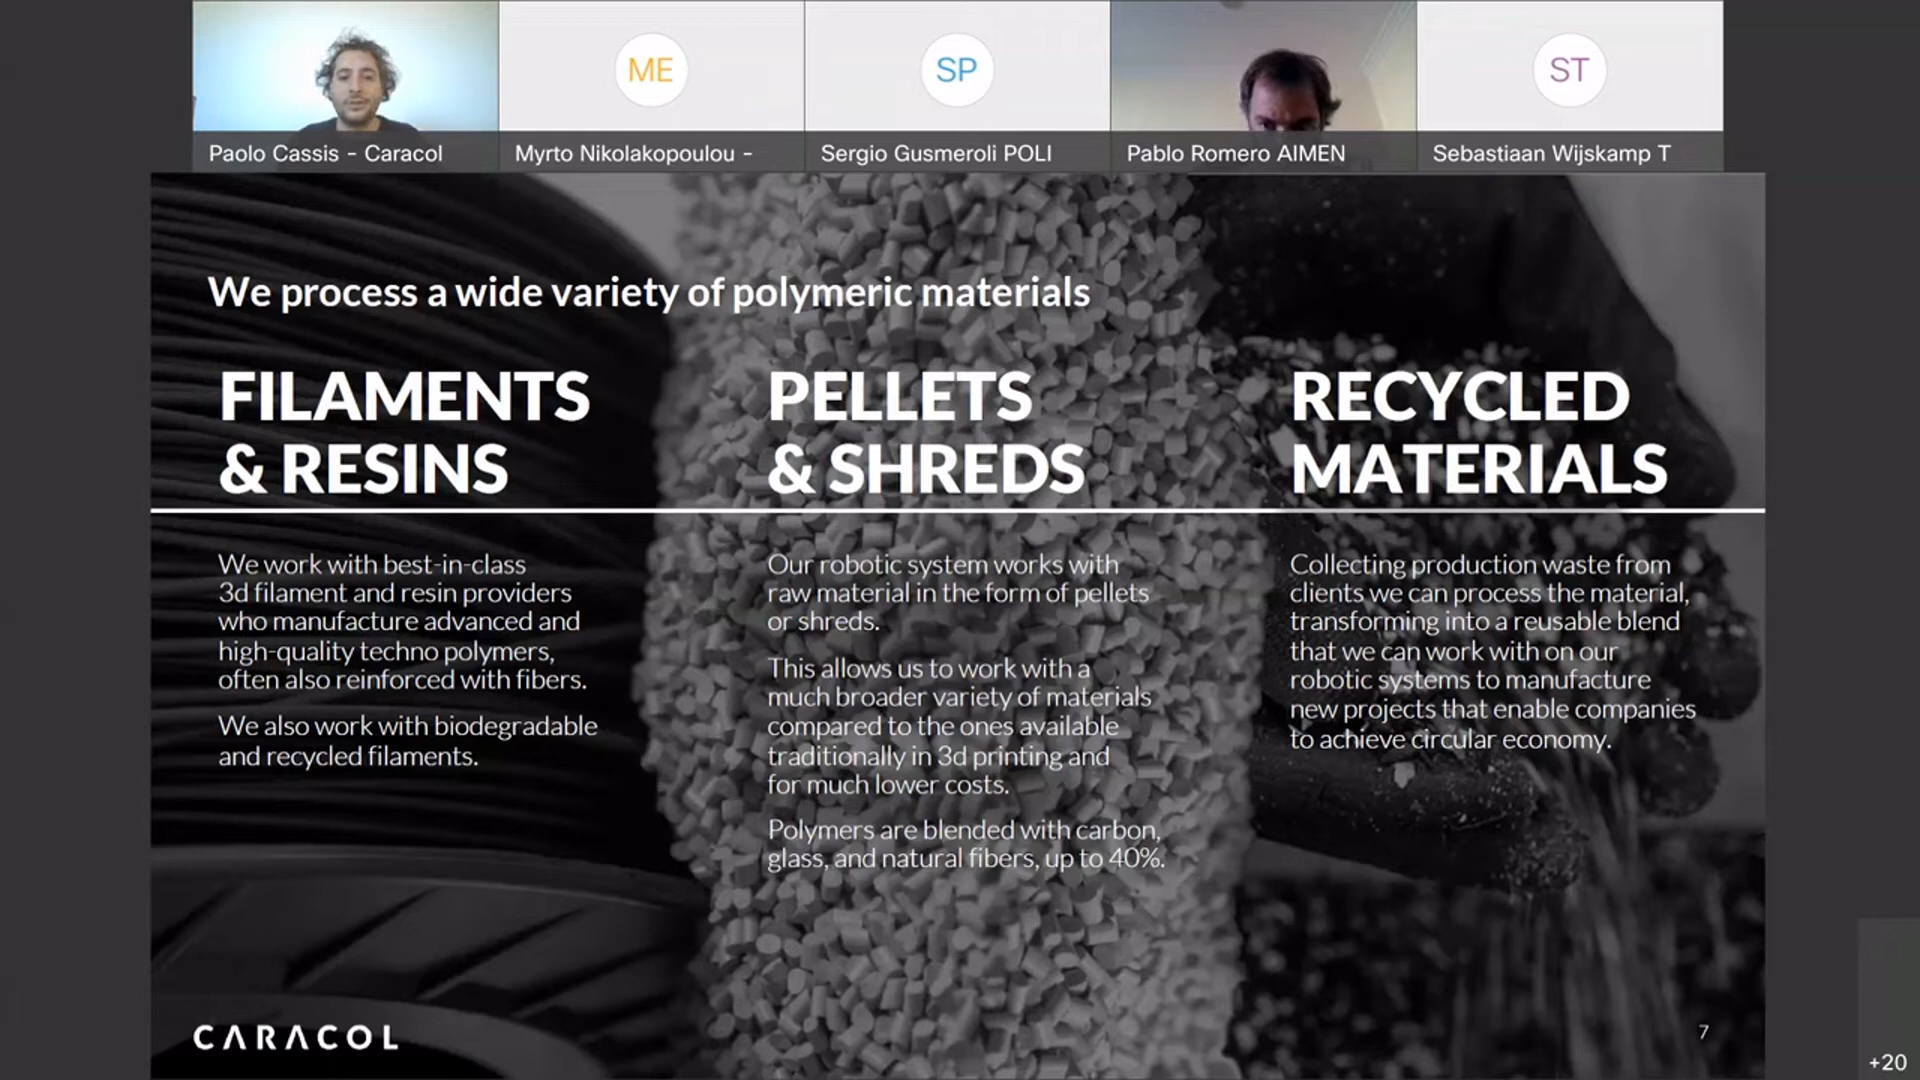 ME
SP
ST
Paolo Cassis - Caracol
Myrto Nikolakopoulou -
Sergio Gusmeroli POLI
Pablo Romero AIMEN
Sebastiaan Wijskamp T
We process a wide variety of polymeric materials
FILAMENTS
& RESINS
We work with best-in-class
3d filament and resin providers
who manufacture advanced and
high-quality techno polymers,
often also reinforced with fibers.
We also work with biodegradable
and recycled filaments.
PELLETS
& SHREDS
Our robotic system works with
raw material in the form of pellets
or shreds.
This allows us to work with a
much broader variety of materials
compared to the ones available
traditionally in 3d printing and
for much lower costs.
Polymers are blended with carbon,
glass, and natural fibers, up to 40%.
RECYCLED
MATERIALS
Collecting production waste from
clients we can process the material,
transforming into a reusable blend
that we can work with on our
robotic systems to manufacture
new projects that enable companies
to achieve circular economy.
CARACOL
7
+20